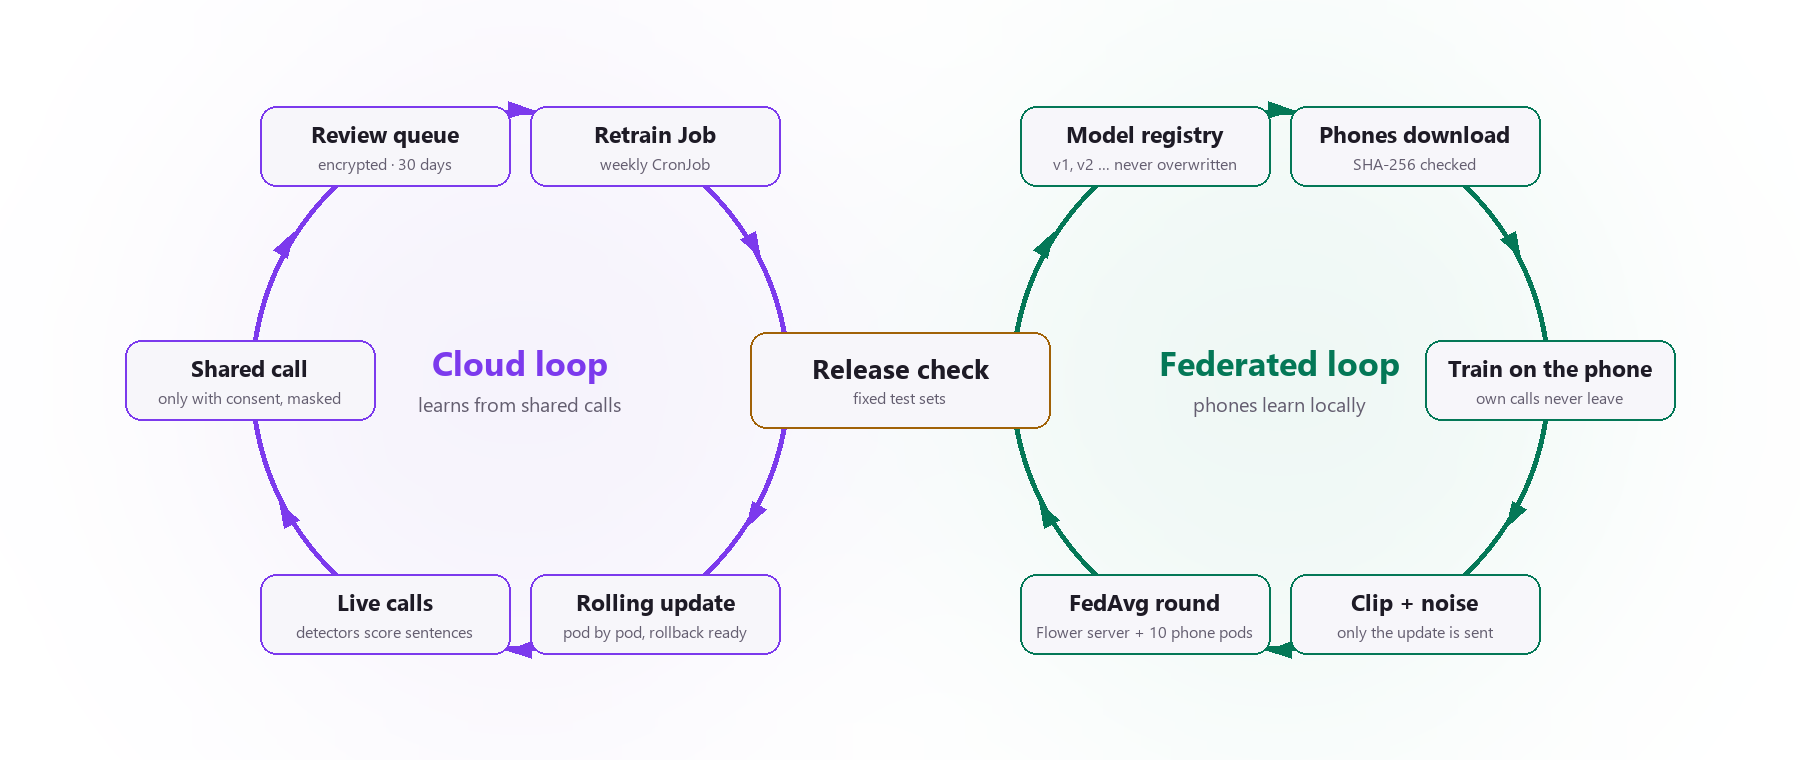 Review queue
encrypted · 30 days
Retrain Job
weekly CronJob
Model registry
v1, v2 ... never overwritten
Phones download
SHA-256 checked
Shared call
only with consent, masked
Cloud loop
learns from shared calls
Release check
fixed test sets
Federated loop
phones learn locally
Train on the phone
own calls never leave
Live calls
detectors score sentences
Rolling update
pod by pod, rollback ready
FedAvg round
Flower server + 10 phone pods
Clip + noise
only the update is sent